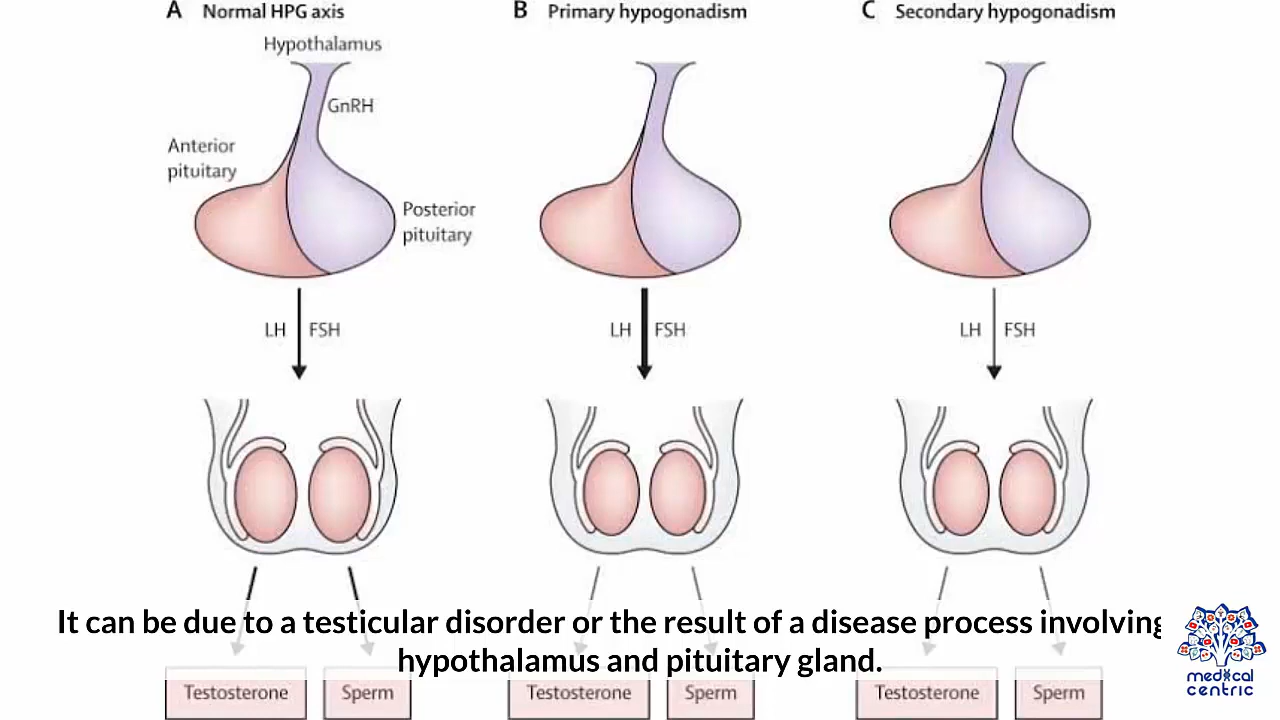 A Normal HPG axis
B Primary hypogonadism
C Secondary hypogonadism
Hypothalamus
GnRH
Anterior
pituitary
Posterior
pituitary
LH FSH
LH FSH
LH FSH
It can be due to a testicular disorder or the result of a disease process involving
hypothalamus and pituitary gland.
Testosterone
Sperm
Testosterone
Sperm
Testosterone
Sperm
medical
centric